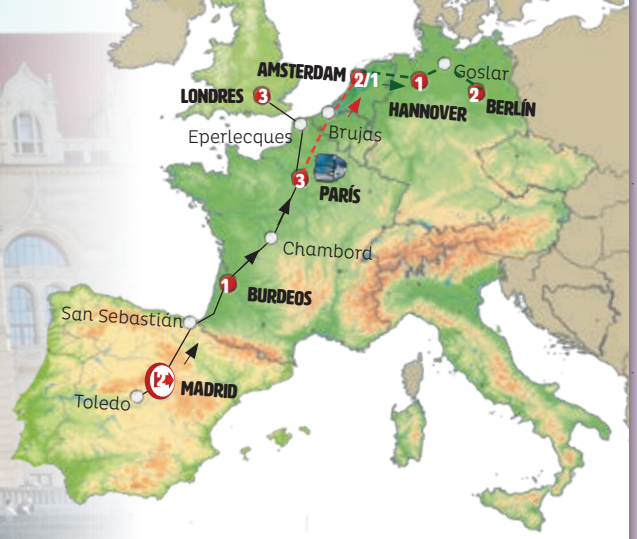 AMSTERDAM
2/1
1
Goslar
2
BERLÍN
HANNOVER
LONDRES
3
Eperlecques
Brujas
3
PARÍS
Chambord
1
BURDEOS
San Sebastián
2
MADRID
Toledo